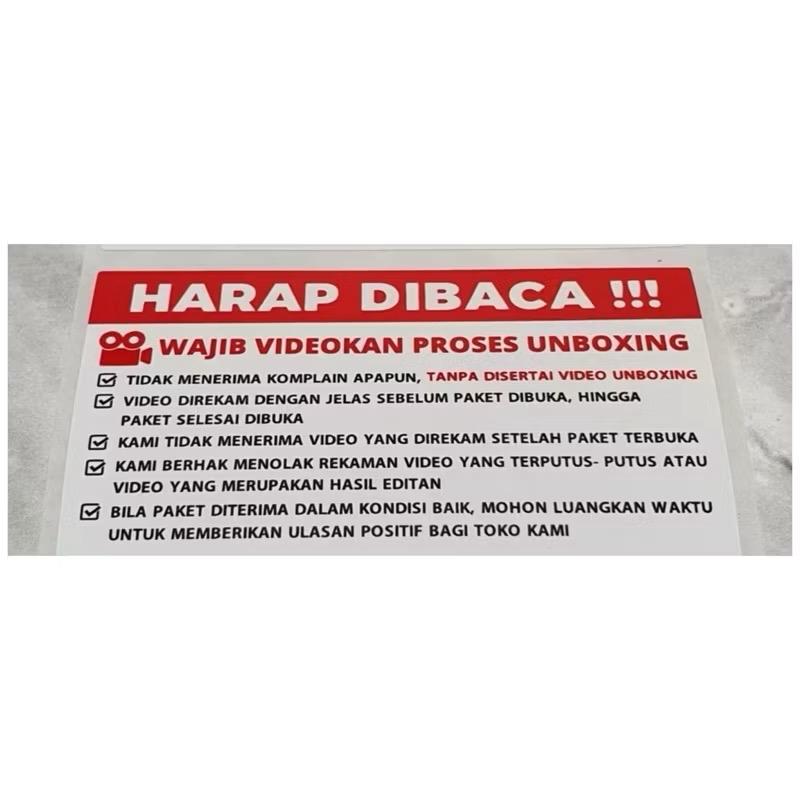 HARAP DIBACA !!!
WAJIB VIDEOKAN PROSES UNBOXING
TIDAK MENERIMA KOMPLAIN APAPUN, TANPA DISERTAI VIDEO UNBOXING
VIDEO DIREKAM DENGAN JELAS SEBELUM PAKET DIBUKA, HINGGA
PAKET SELESAI DIBUKA
KAMI TIDAK MENERIMA VIDEO YANG DIREKAM SETELAH PAKET TERBUKA
KAMI BERHAK MENOLAK REKAMAN VIDEO YANG TERPUTUS- PUTUS ATAU
VIDEO YANG MERUPAKAN HASIL EDITAN
BILA PAKET DITERIMA DALAM KONDISI BAIK, MOHON LUANGKAN WAKTU
UNTUK MEMBERIKAN ULASAN POSITIF BAGI TOKO KAMI